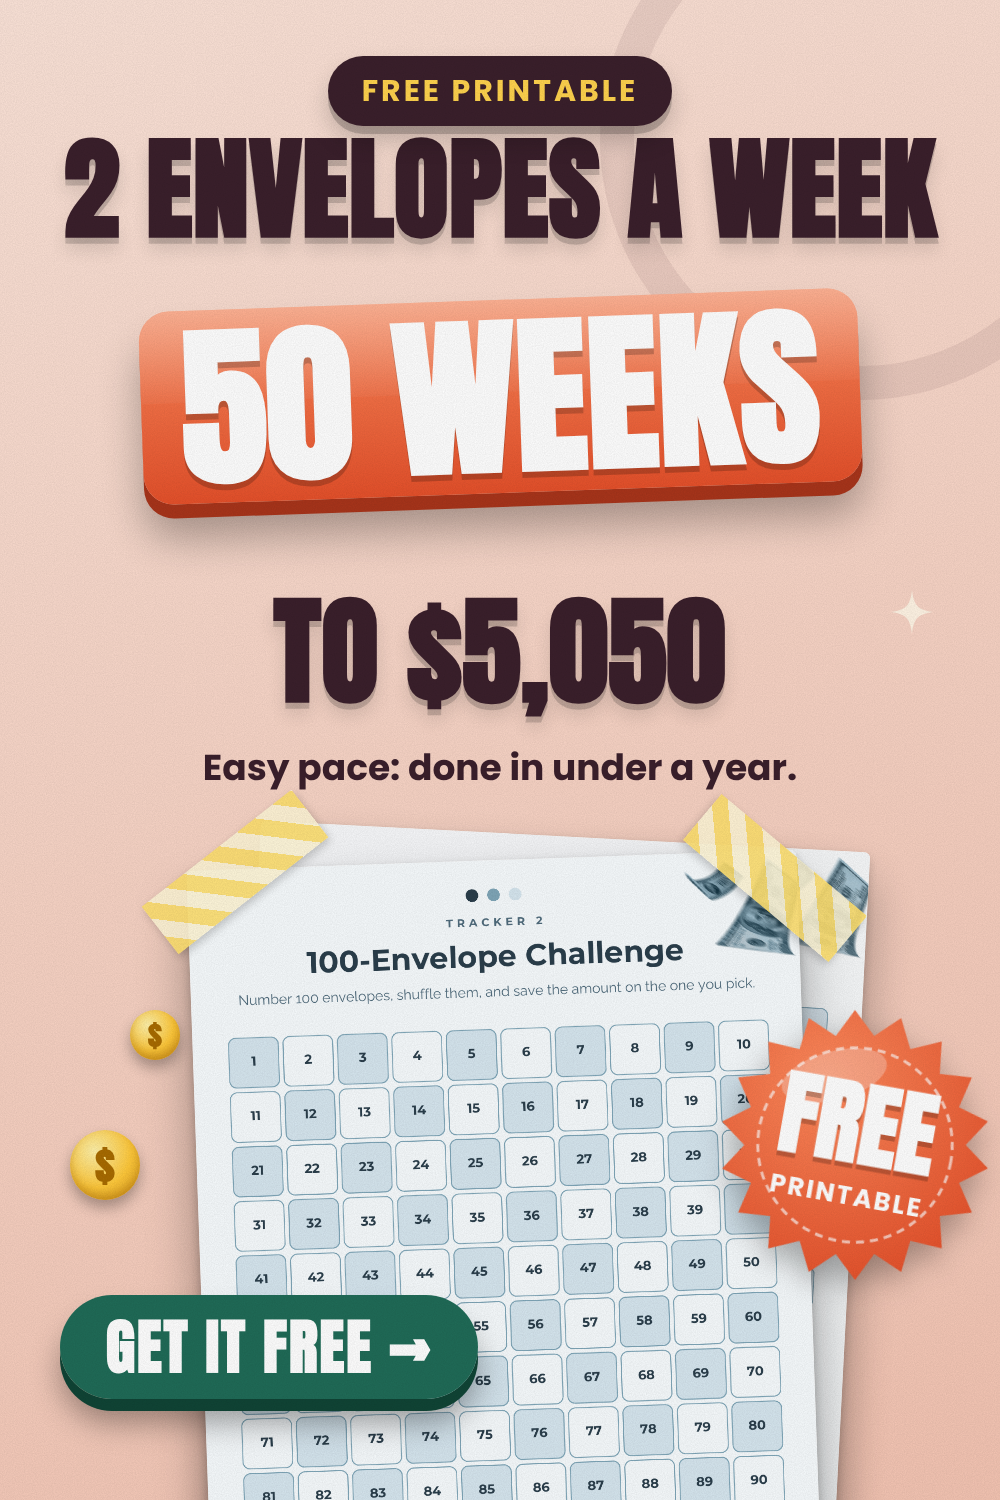 FREE PRINTABLE
2 ENVELOPES A WEEK
50 WEEKS
TO $5,050
Easy pace: done in under a year.
TRACKER 2
100-Envelope Challenge
Number 100 envelopes, shuffle them, and save the amount on the one you pick.
1 2 3 4 5 6 7 8 9 10
11 12 13 14 15 16 17 18 19
21 22 23 24 25 26 27 28 29
31 32 33 34 35 36 37 38 39
41 42 43 44 45 46 47 48 49 50
55 56 57 58 59 60
65 66 67 68 69 70
71 72 73 74 75 76 77 78 79 80
81 82 83 84 85 86 87 88 89 90
$
$
FREE
PRINTABLE
GET IT FREE →